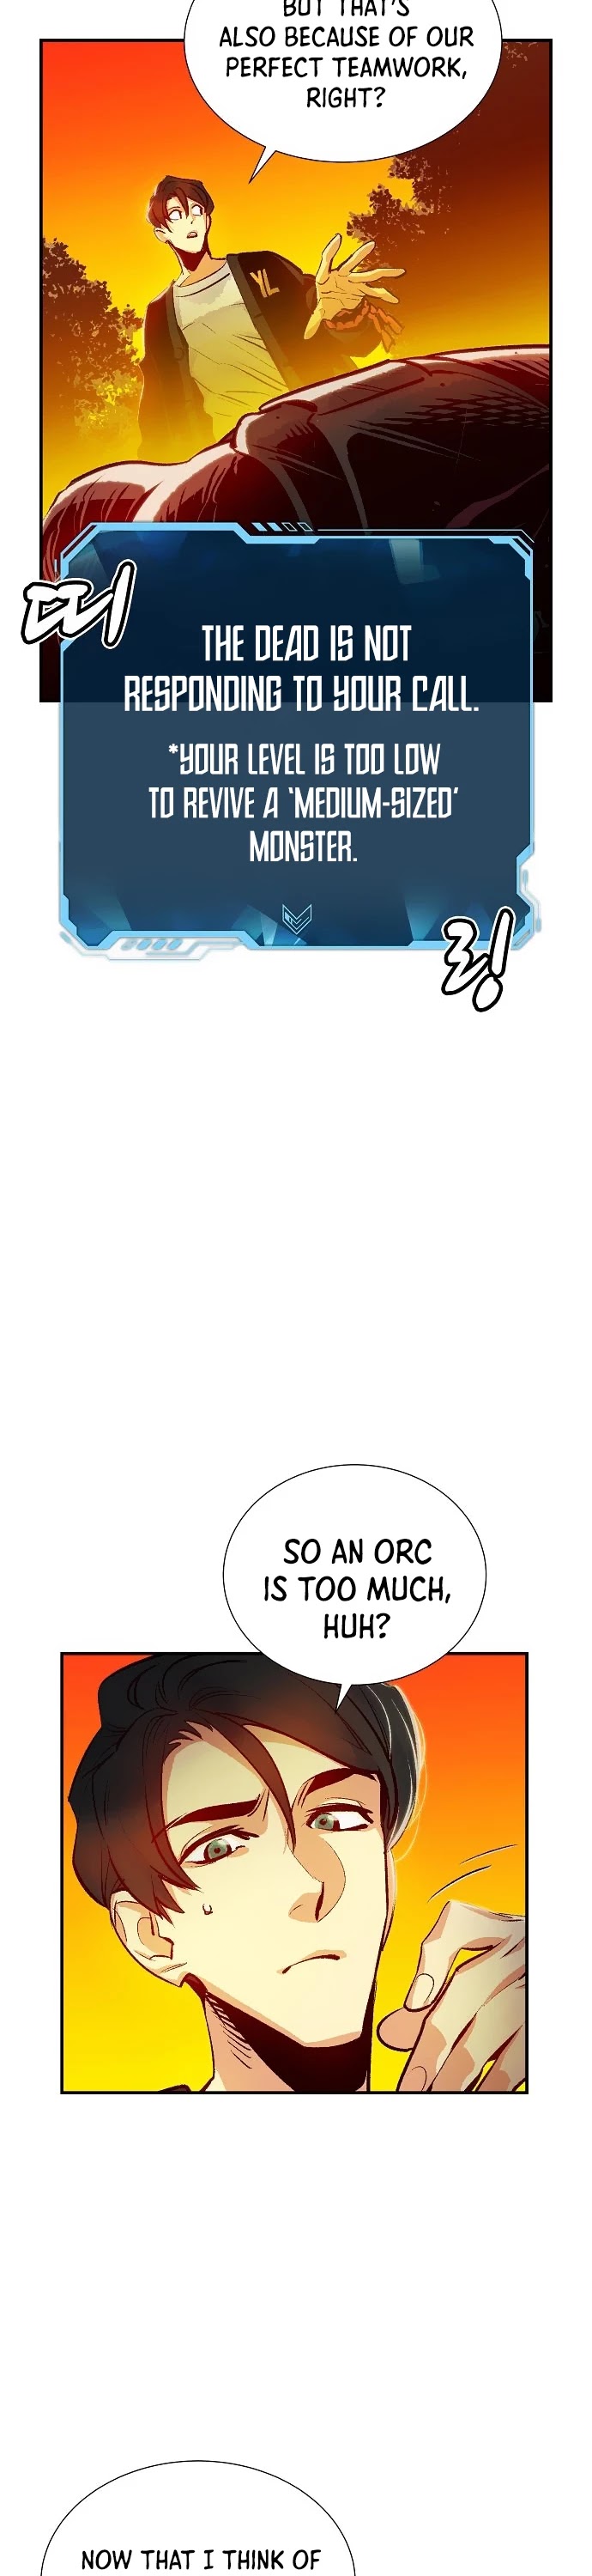 BUT THAT'S
ALSO BECAUSE OF OUR
PERFECT TEAMWORK,
RIGHT?
YL
띠
THE DEAD IS NOT
RESPONDING TO YOUR CALL.
*YOUR LEVEL IS TOO LOW
TO REVIVE A 'MEDIUM-SIZED'
MONSTER.
링
SO AN ORC
IS TOO MUCH,
HUH?
NOW THAT I THINK OF